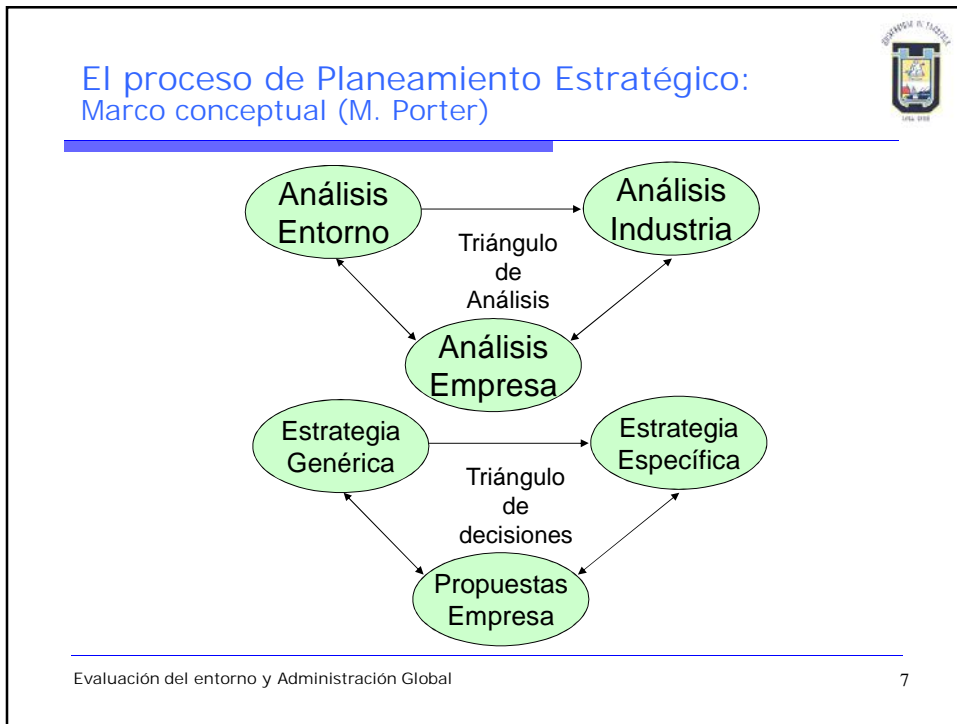 El proceso de Planeamiento Estratégico:
Marco conceptual (M. Porter)
Análisis
Entorno
Análisis
Industria
Triángulo
de
Análisis
Análisis
Empresa
Estrategia
Genérica
Estrategia
Específica
Triángulo
de
decisiones
Propuestas
Empresa
Evaluación del entorno y Administración Global
7